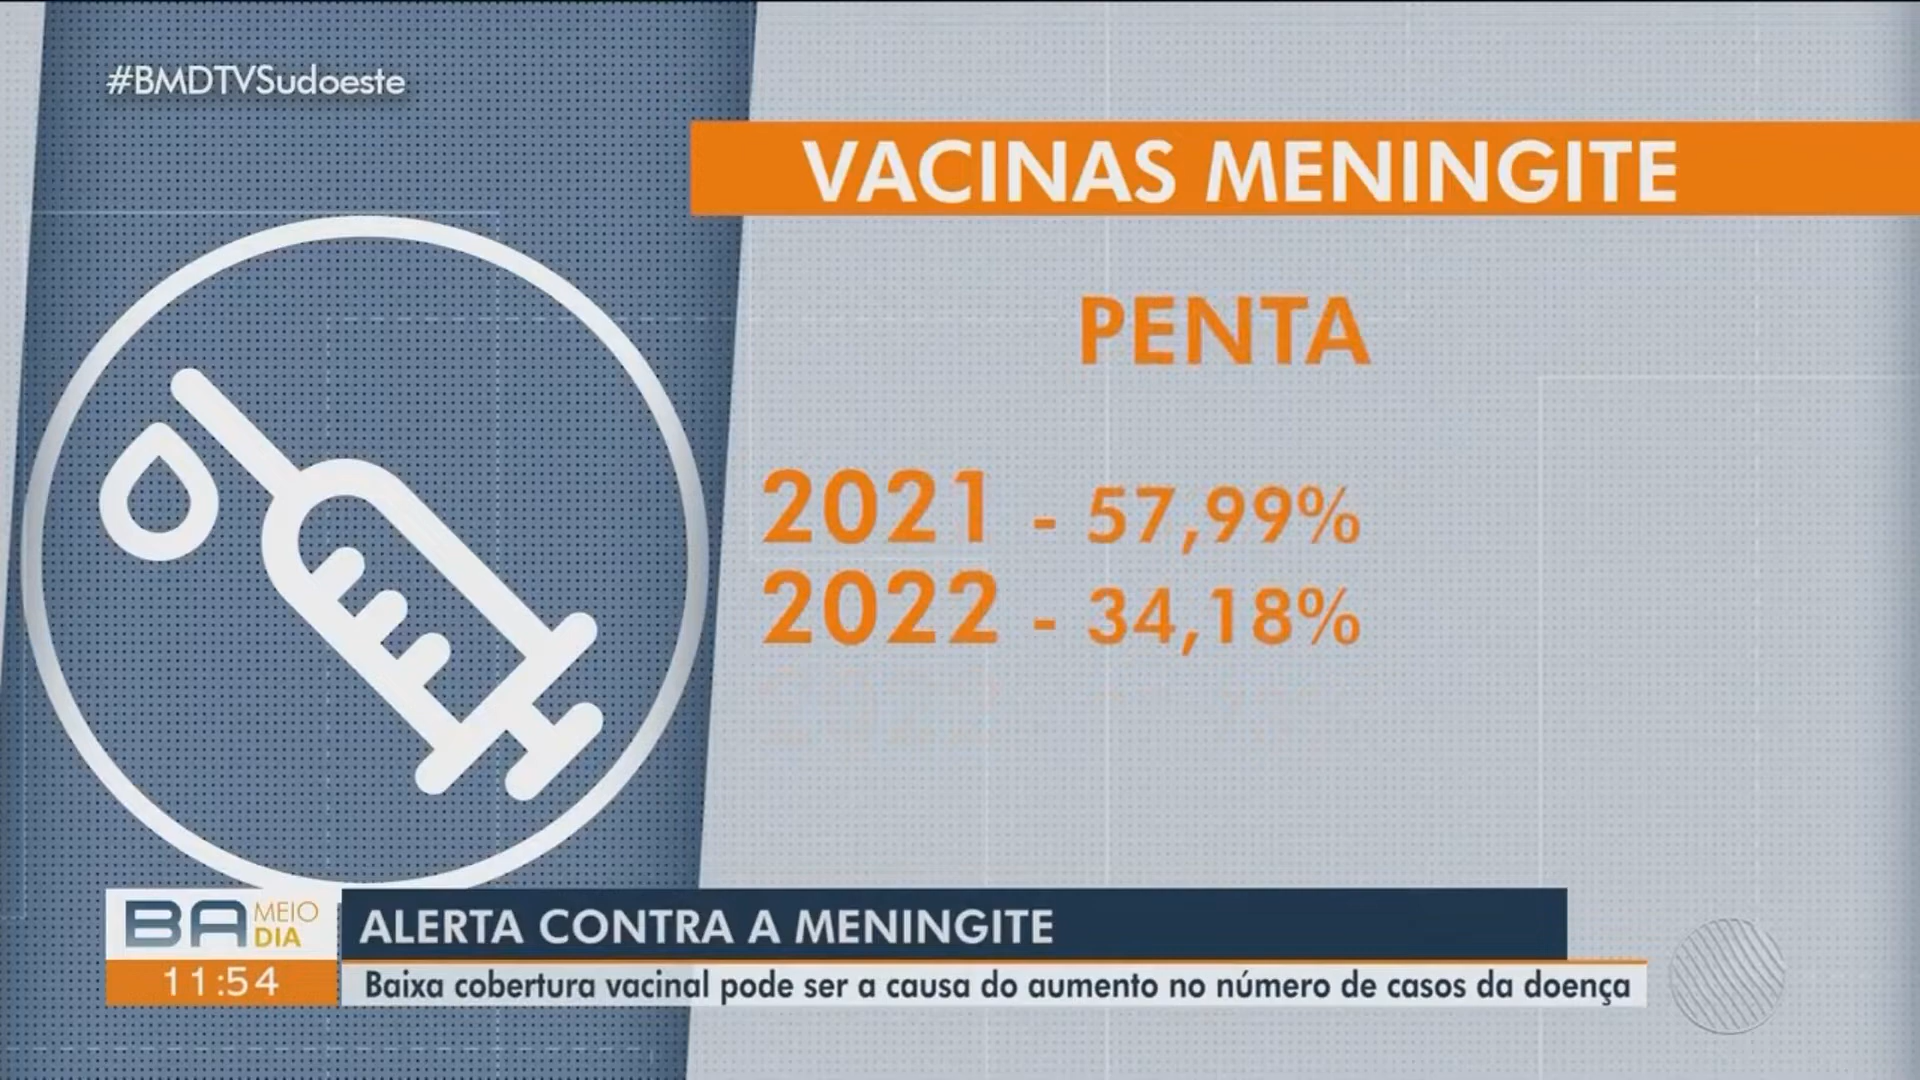 #BMDTVSudoeste
VACINAS MENINGITE
PENTA
2021 - 57,99%
2022 - 34,18%
BA MEIO DIA
11:54
ALERTA CONTRA A MENINGITE
Baixa cobertura vacinal pode ser a causa do aumento no número de casos da doença